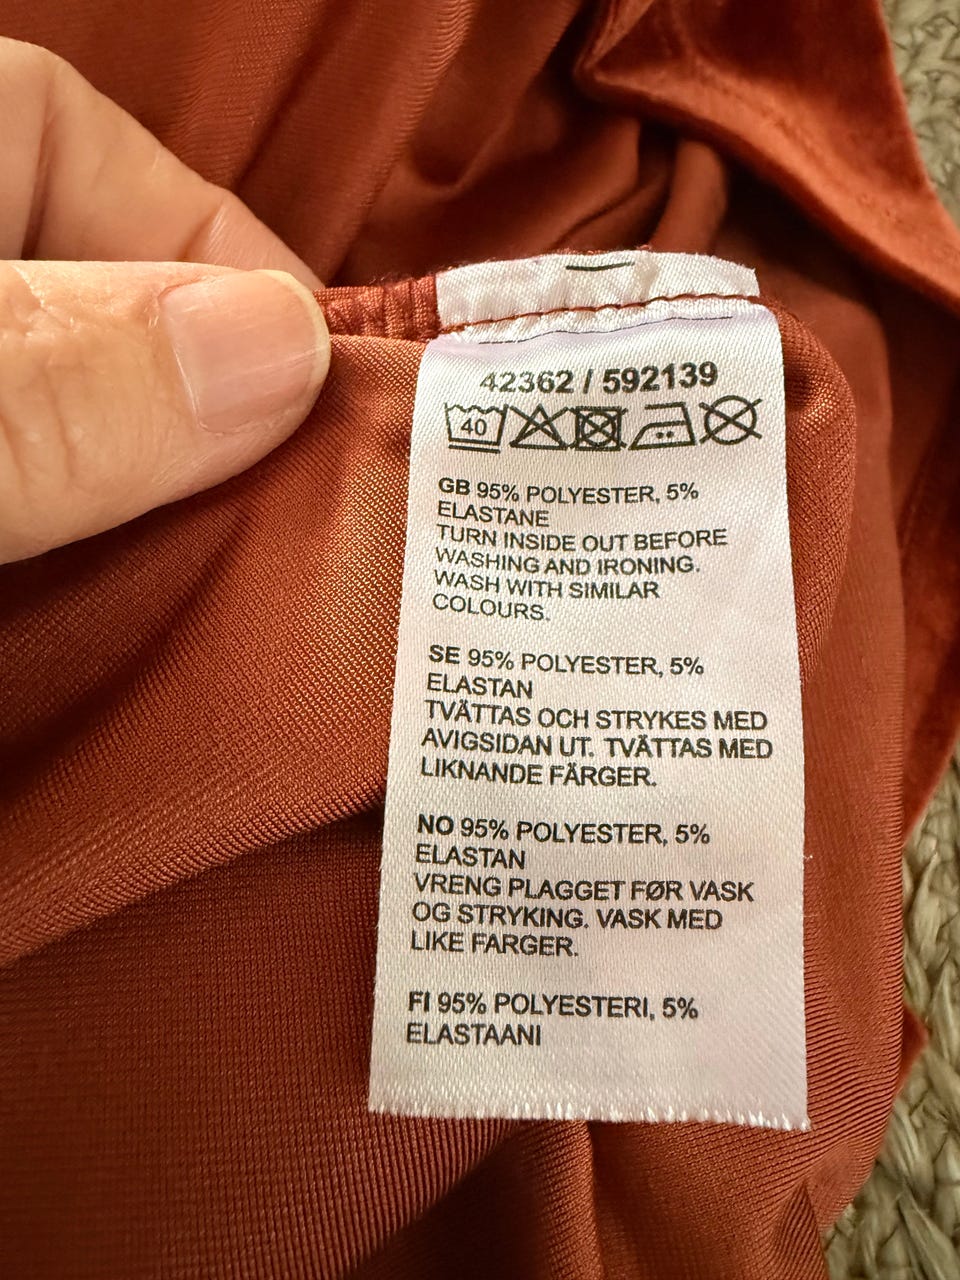 42362 / 592139
40
GB 95% POLYESTER, 5%
ELASTANE
TURN INSIDE OUT BEFORE
WASHING AND IRONING.
WASH WITH SIMILAR
COLOURS.
SE 95% POLYESTER, 5%
ELASTAN
TVÄTTAS OCH STRYKES MED
AVIGSIDAN UT. TVÄTTAS MED
LIKNANDE FÄRGER.
NO 95% POLYESTER, 5%
ELASTAN
VRENG PLAGGET FØR VASK
OG STRYKING. VASK MED
LIKE FARGER.
FI 95% POLYESTERI, 5%
ELASTAANI